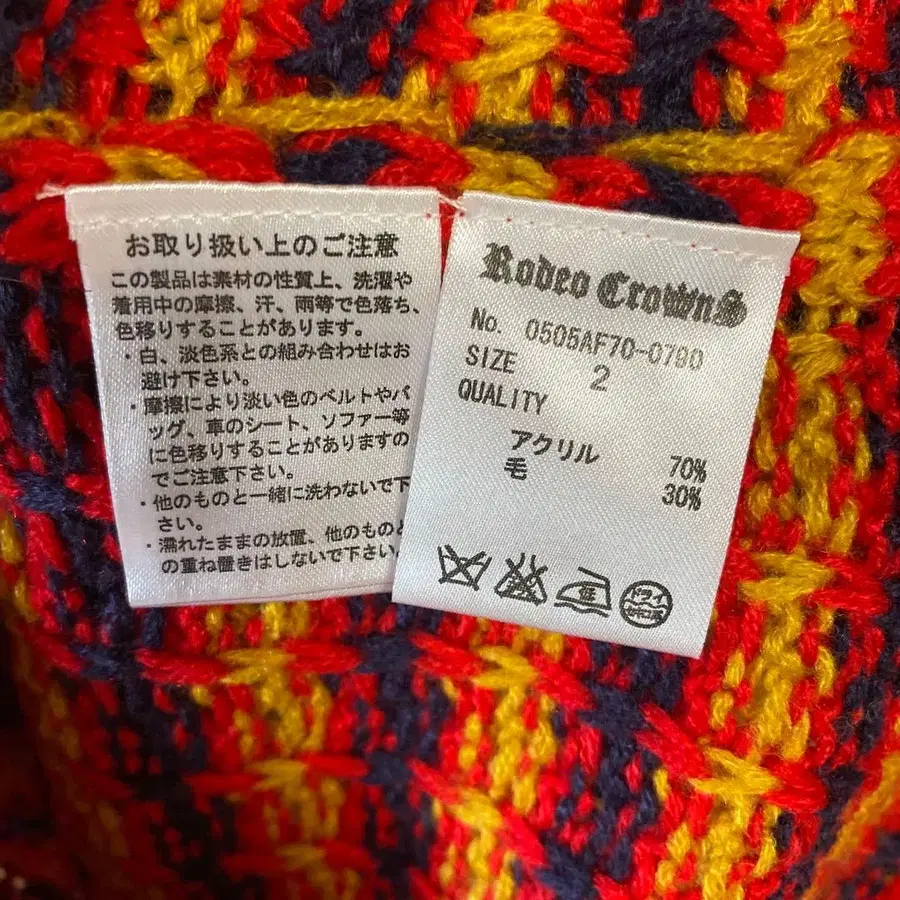 お取り扱い上のご注意
この製品は素材の性質上、洗濯や
着用中の摩擦、汗、雨等で色落ち、
色移りすることがあります。
・白、淡色系との組み合わせはお
避け下さい。
・摩擦により淡い色のベルトやバ
ッグ、車のシート、ソファー等
に色移りすることがありますの
でご注意下さい。
・他のものと一緒に洗わないで下
さい。
・濡れたままの放置、他のものと
の重ね置きはしないで下さい。
Rodeo Crowns
No. 0505AF70-0790
SIZE 2
QUALITY
アクリル 70%
毛 30%
中
ドライ